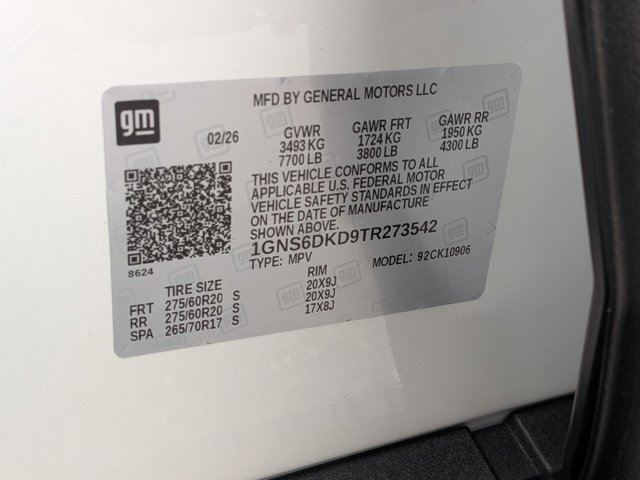 gm
MFD BY GENERAL MOTORS LLC
02/26 GVWR GAWR FRT GAWR RR
3493 KG 1724 KG 1950 KG
7700 LB 3800 LB 4300 LB
THIS VEHICLE CONFORMS TO ALL
APPLICABLE U.S. FEDERAL MOTOR
VEHICLE SAFETY STANDARDS IN EFFECT
ON THE DATE OF MANUFACTURE
SHOWN ABOVE.
1GNS6DKD9TR273542
TYPE: MPV MODEL: 92CK10906
8624
TIRE SIZE RIM
FRT 275/60R20 S 20X9J
RR 275/60R20 S 20X9J
SPA 265/70R17 S 17X8J